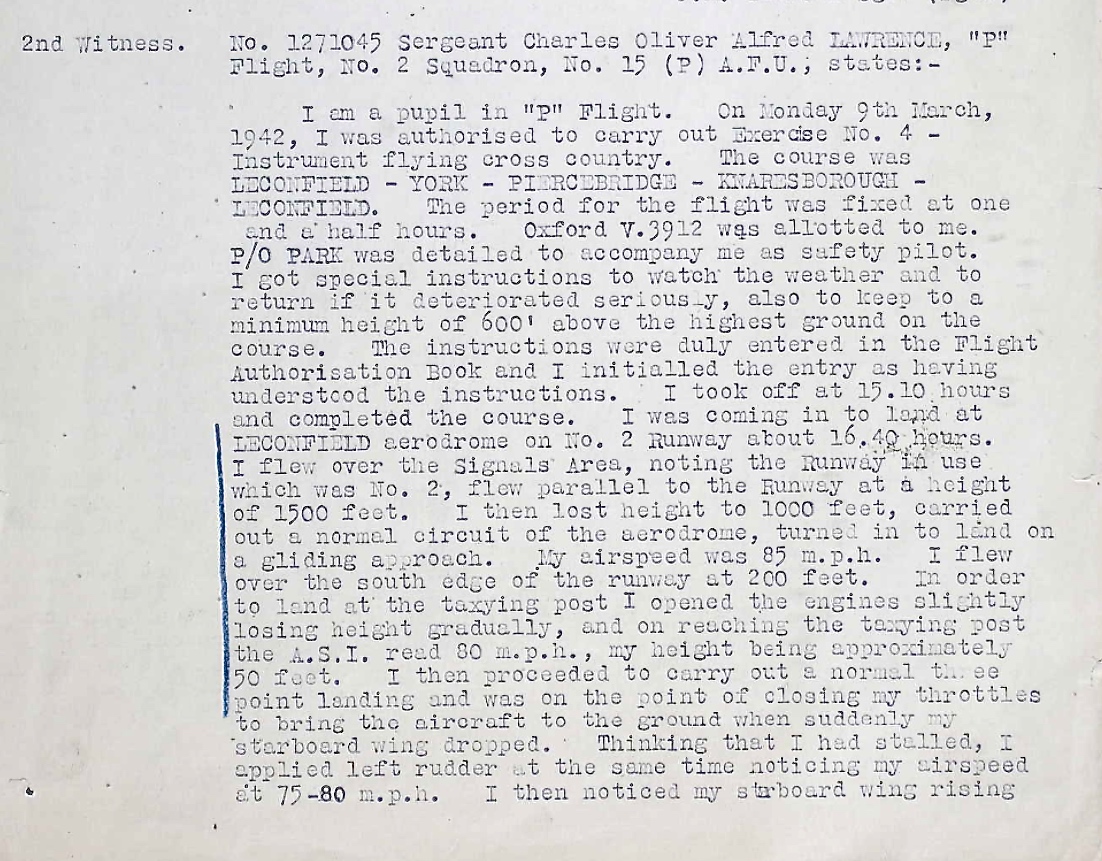 2nd Witness. No. 1271045 Sergeant Charles Oliver Alfred LAWRENCE, "P"
Flight, No. 2 Squadron, No. 15 (P) A.F.U., states:-
I am a pupil in "P" Flight. On Monday 9th March,
1942, I was authorised to carry out Exercise No. 4 -
Instrument flying cross country. The course was
LECONFIELD - YORK - PIERCEBRIDGE - KNARESBOROUGH -
LECONFIELD. The period for the flight was fixed at one
and a half hours. Oxford V.3912 was allotted to me.
P/O PARK was detailed to accompany me as safety pilot.
I got special instructions to watch the weather and to
return if it deteriorated seriously, also to keep to a
minimum height of 600' above the highest ground on the
course. The instructions were duly entered in the Flight
Authorisation Book and I initialled the entry as having
understood the instructions. I took off at 15.10 hours
and completed the course. I was coming in to land at
LECONFIELD aerodrome on No. 2 Runway about 16.40 hours.
I flew over the Signals Area, noting the Runway in use
which was No. 2, flew parallel to the Runway at a height
of 1500 feet. I then lost height to 1000 feet, carried
out a normal circuit of the aerodrome, turned in to land on
a gliding approach. My airspeed was 85 m.p.h. I flew
over the south edge of the runway at 200 feet. In order
to land at the taxying post I opened the engines slightly
losing height gradually, and on reaching the taxying post
the A.S.I. read 80 m.p.h., my height being approximately
50 feet. I then proceeded to carry out a normal three
point landing and was on the point of closing my throttles
to bring the aircraft to the ground when suddenly my
starboard wing dropped. Thinking that I had stalled, I
applied left rudder at the same time noticing my airspeed
at 75-80 m.p.h. I then noticed my starboard wing rising